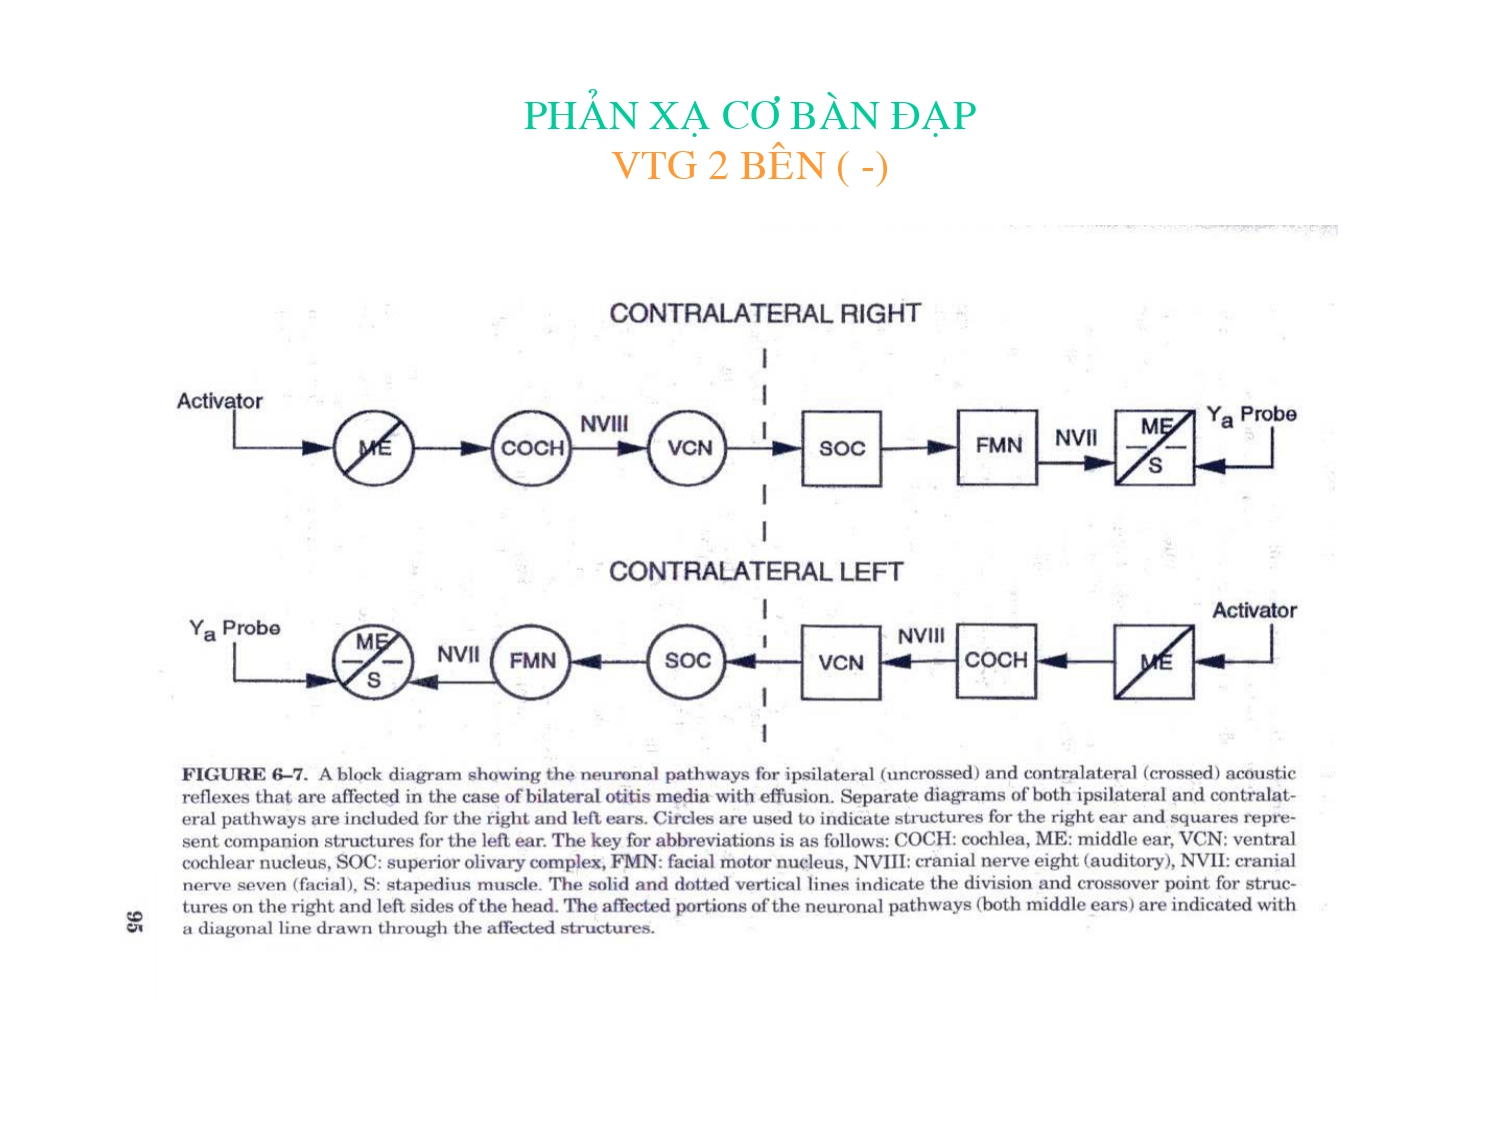 PHẢN XẠ CƠ BÀN ĐẠP
VTG 2 BÊN ( -)
CONTRALATERAL RIGHT
Activator
ME
COCH
NVIII
VCN
SOC
FMN
NVII
ME
S
Ya Probe
CONTRALATERAL LEFT
Ya Probe
ME
S
NVII
FMN
SOC
VCN
NVIII
COCH
ME
Activator
FIGURE 6–7. A block diagram showing the neuronal pathways for ipsilateral (uncrossed) and contralateral (crossed) acoustic
reflexes that are affected in the case of bilateral otitis media with effusion. Separate diagrams of both ipsilateral and contralat-
eral pathways are included for the right and left ears. Circles are used to indicate structures for the right ear and squares repre-
sent companion structures for the left ear. The key for abbreviations is as follows: COCH: cochlea, ME: middle ear, VCN: ventral
cochlear nucleus, SOC: superior olivary complex, FMN: facial motor nucleus, NVIII: cranial nerve eight (auditory), NVII: cranial
nerve seven (facial), S: stapedius muscle. The solid and dotted vertical lines indicate the division and crossover point for struc-
tures on the right and left sides of the head. The affected portions of the neuronal pathways (both middle ears) are indicated with
a diagonal line drawn through the affected structures.
95